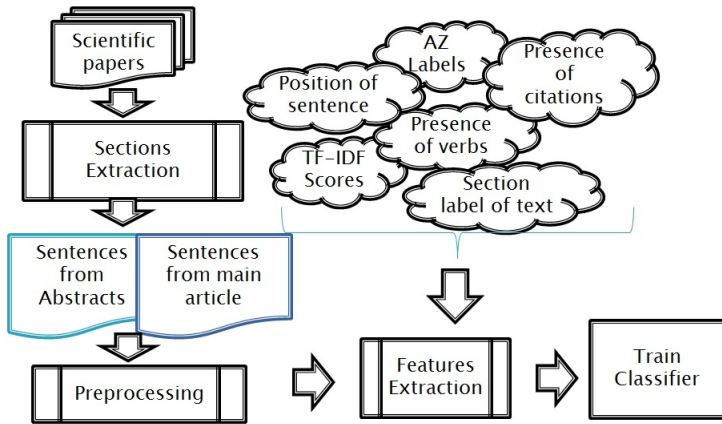 Scientific
papers
Sections
Extraction
Sentences
from
Abstracts
Sentences
from main
article
Preprocessing
AZ
Labels
Presence
of
citations
Position of
sentence
Presence
of verbs
TF-IDF
Scores
Section
label of text
Features
Extraction
Train
Classifier